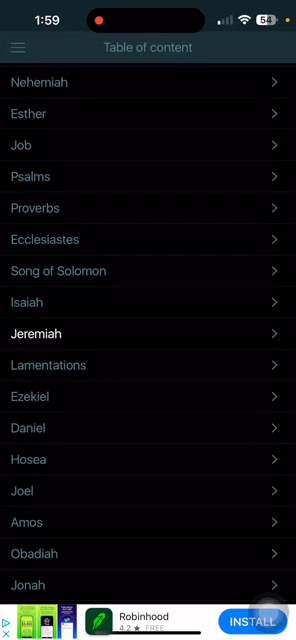 1:59
54
Table of content
Nehemiah
Esther
Job
Psalms
Proverbs
Ecclesiastes
Song of Solomon
Isaiah
Jeremiah
Lamentations
Ezekiel
Daniel
Hosea
Joel
Amos
Obadiah
Jonah
Robinhood
4.2 ★ FREE
INSTALL